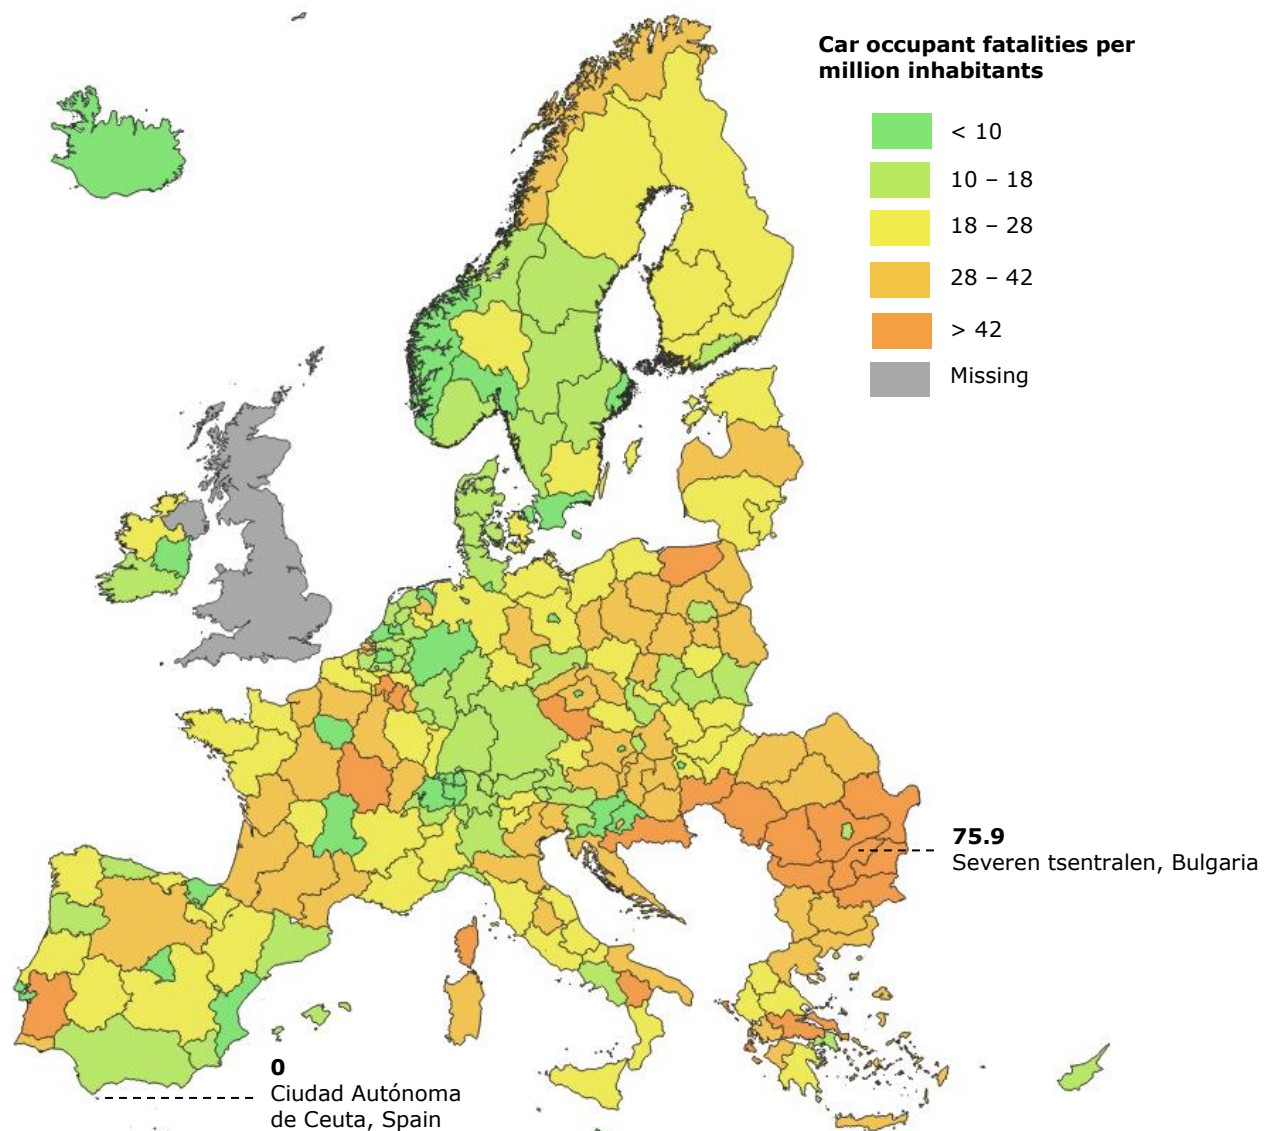 Car occupant fatalities per
million inhabitants
< 10
10 – 18
18 – 28
28 – 42
> 42
Missing
75.9
Severen tsentralen, Bulgaria
0
Ciudad Autónoma
de Ceuta, Spain